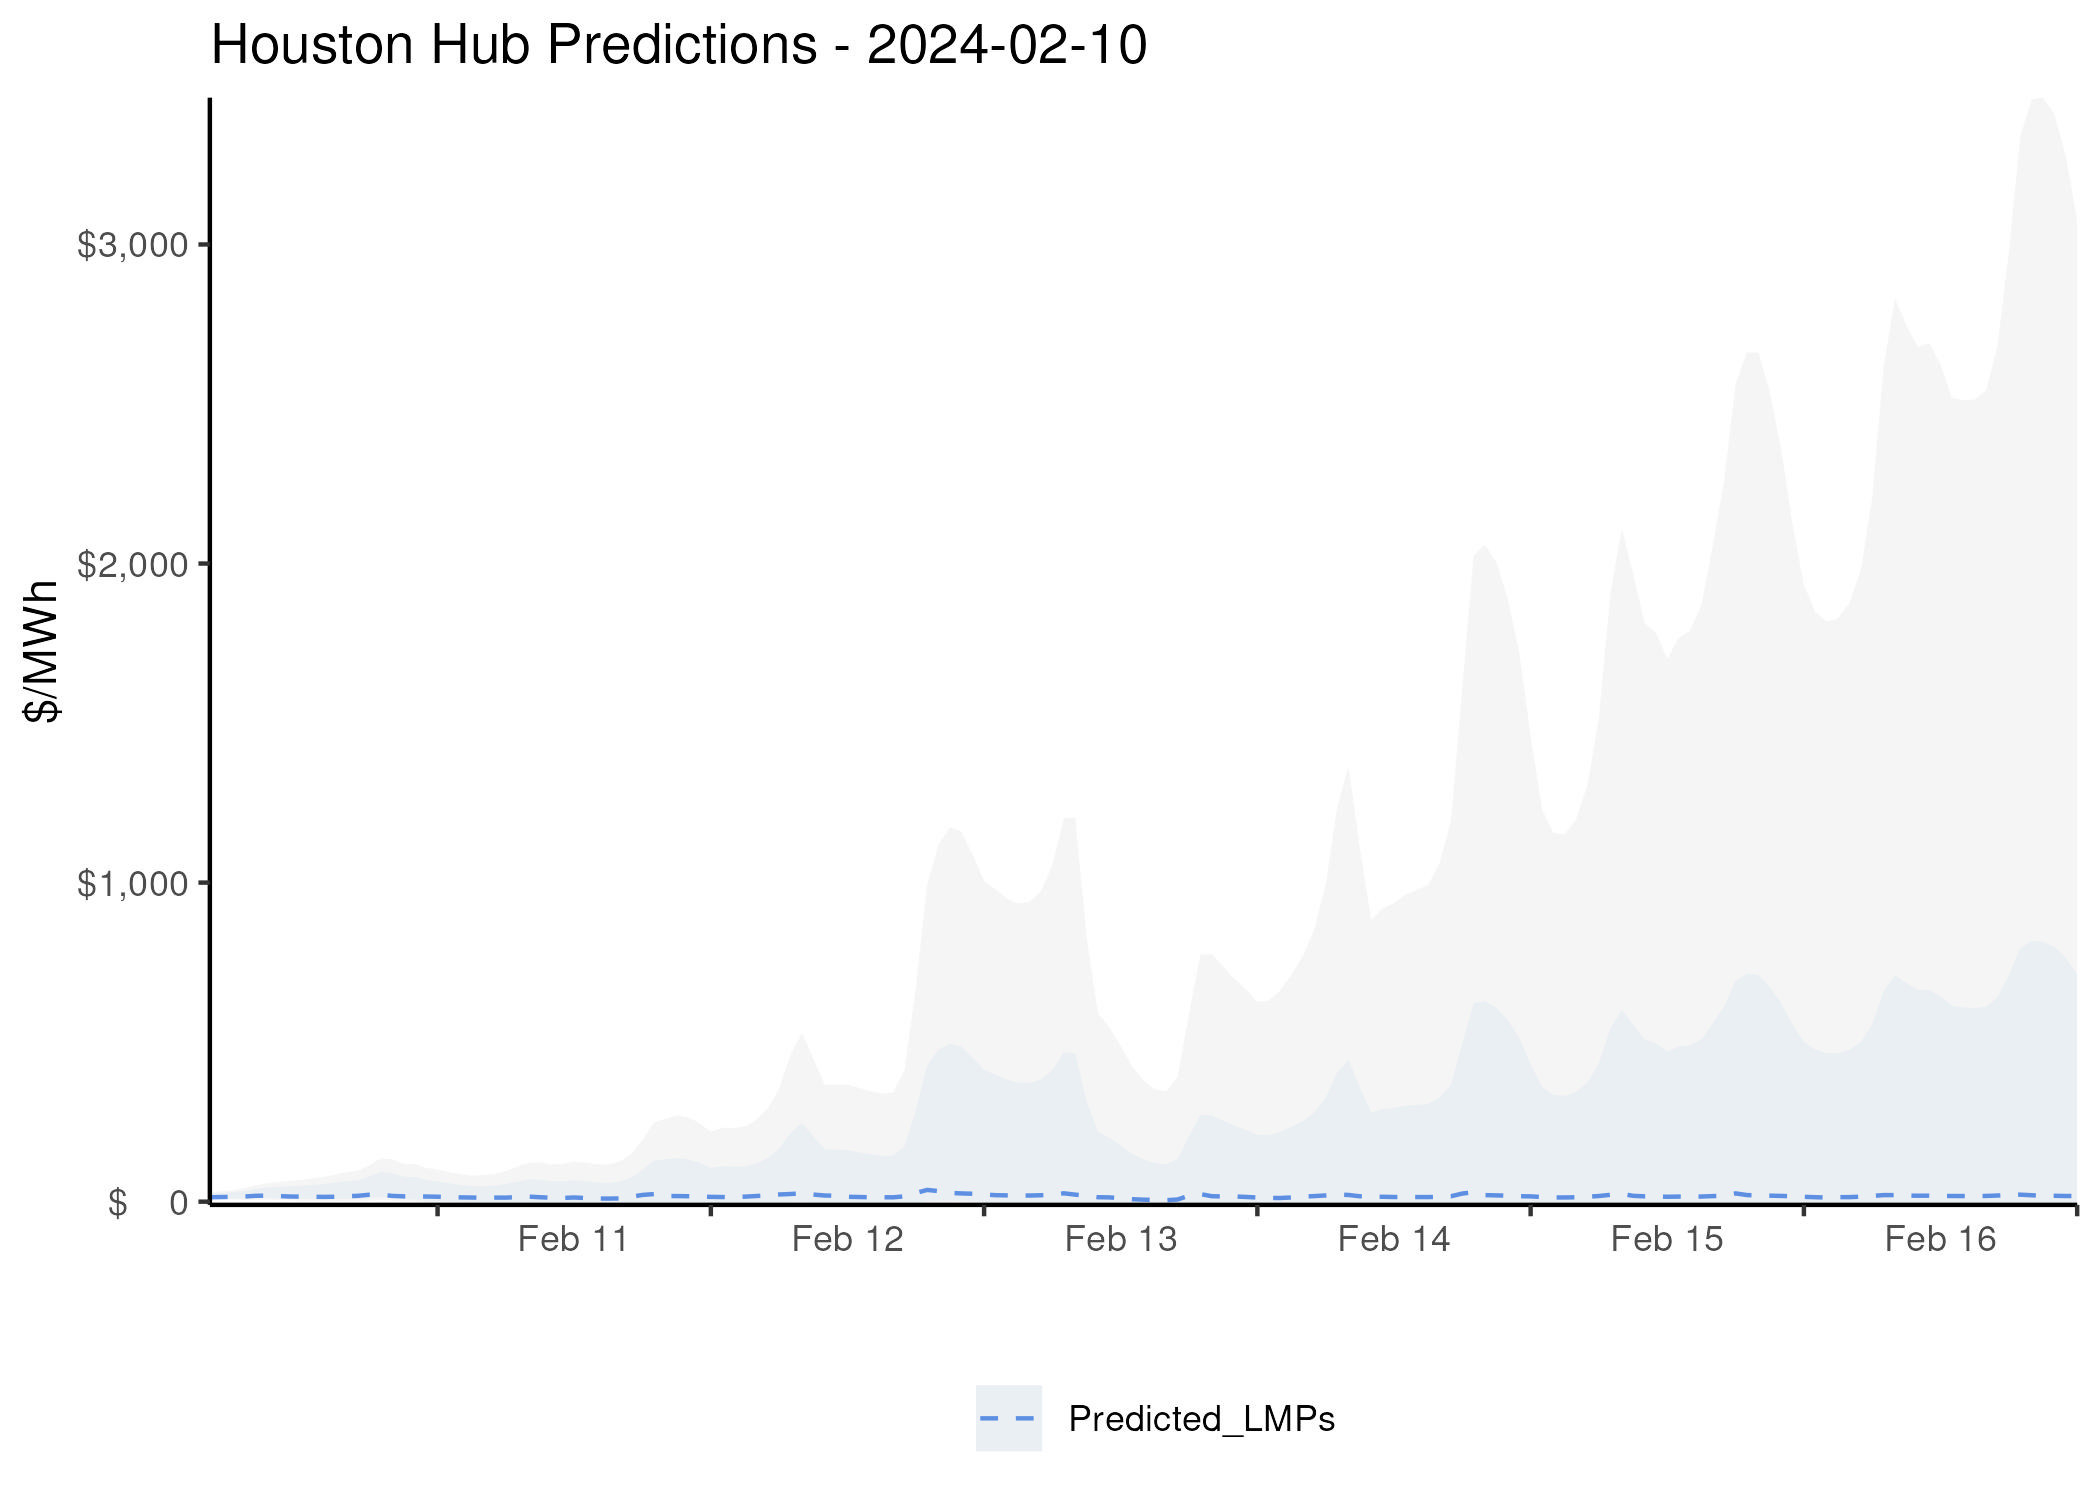 Houston Hub Predictions - 2024-02-10
$/MWh
$3,000
$2,000
$1,000
$ 0
Feb 11 Feb 12 Feb 13 Feb 14 Feb 15 Feb 16
Predicted_LMPs